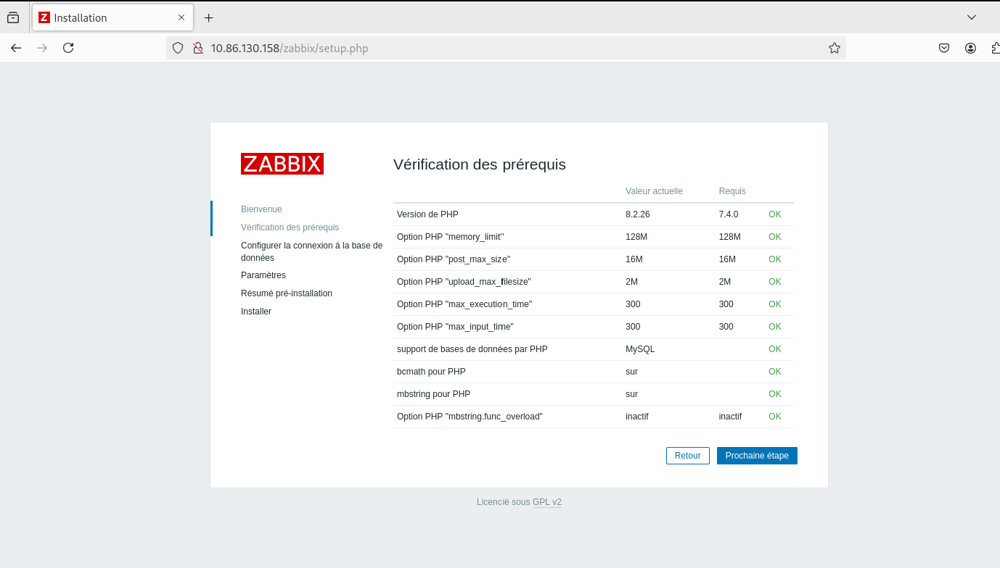 Installation
10.86.130.158/zabbix/setup.php
ZABBIX
Bienvenue
Vérification des prérequis
Configurer la connexion à la base de
données
Paramètres
Résumé pré-installation
Installer
Vérification des prérequis
Valeur actuelle Requis
Version de PHP 8.2.26 7.4.0 OK
Option PHP "memory_limit" 128M 128M OK
Option PHP "post_max_size" 16M 16M OK
Option PHP "upload_max_filesize" 2M 2M OK
Option PHP "max_execution_time" 300 300 OK
Option PHP "max_input_time" 300 300 OK
support de bases de données par PHP MySQL OK
bcmath pour PHP sur OK
mbstring pour PHP sur OK
Option PHP "mbstring.func_overload" inactif inactif OK
Retour Prochaine étape
Licencié sous GPL v2